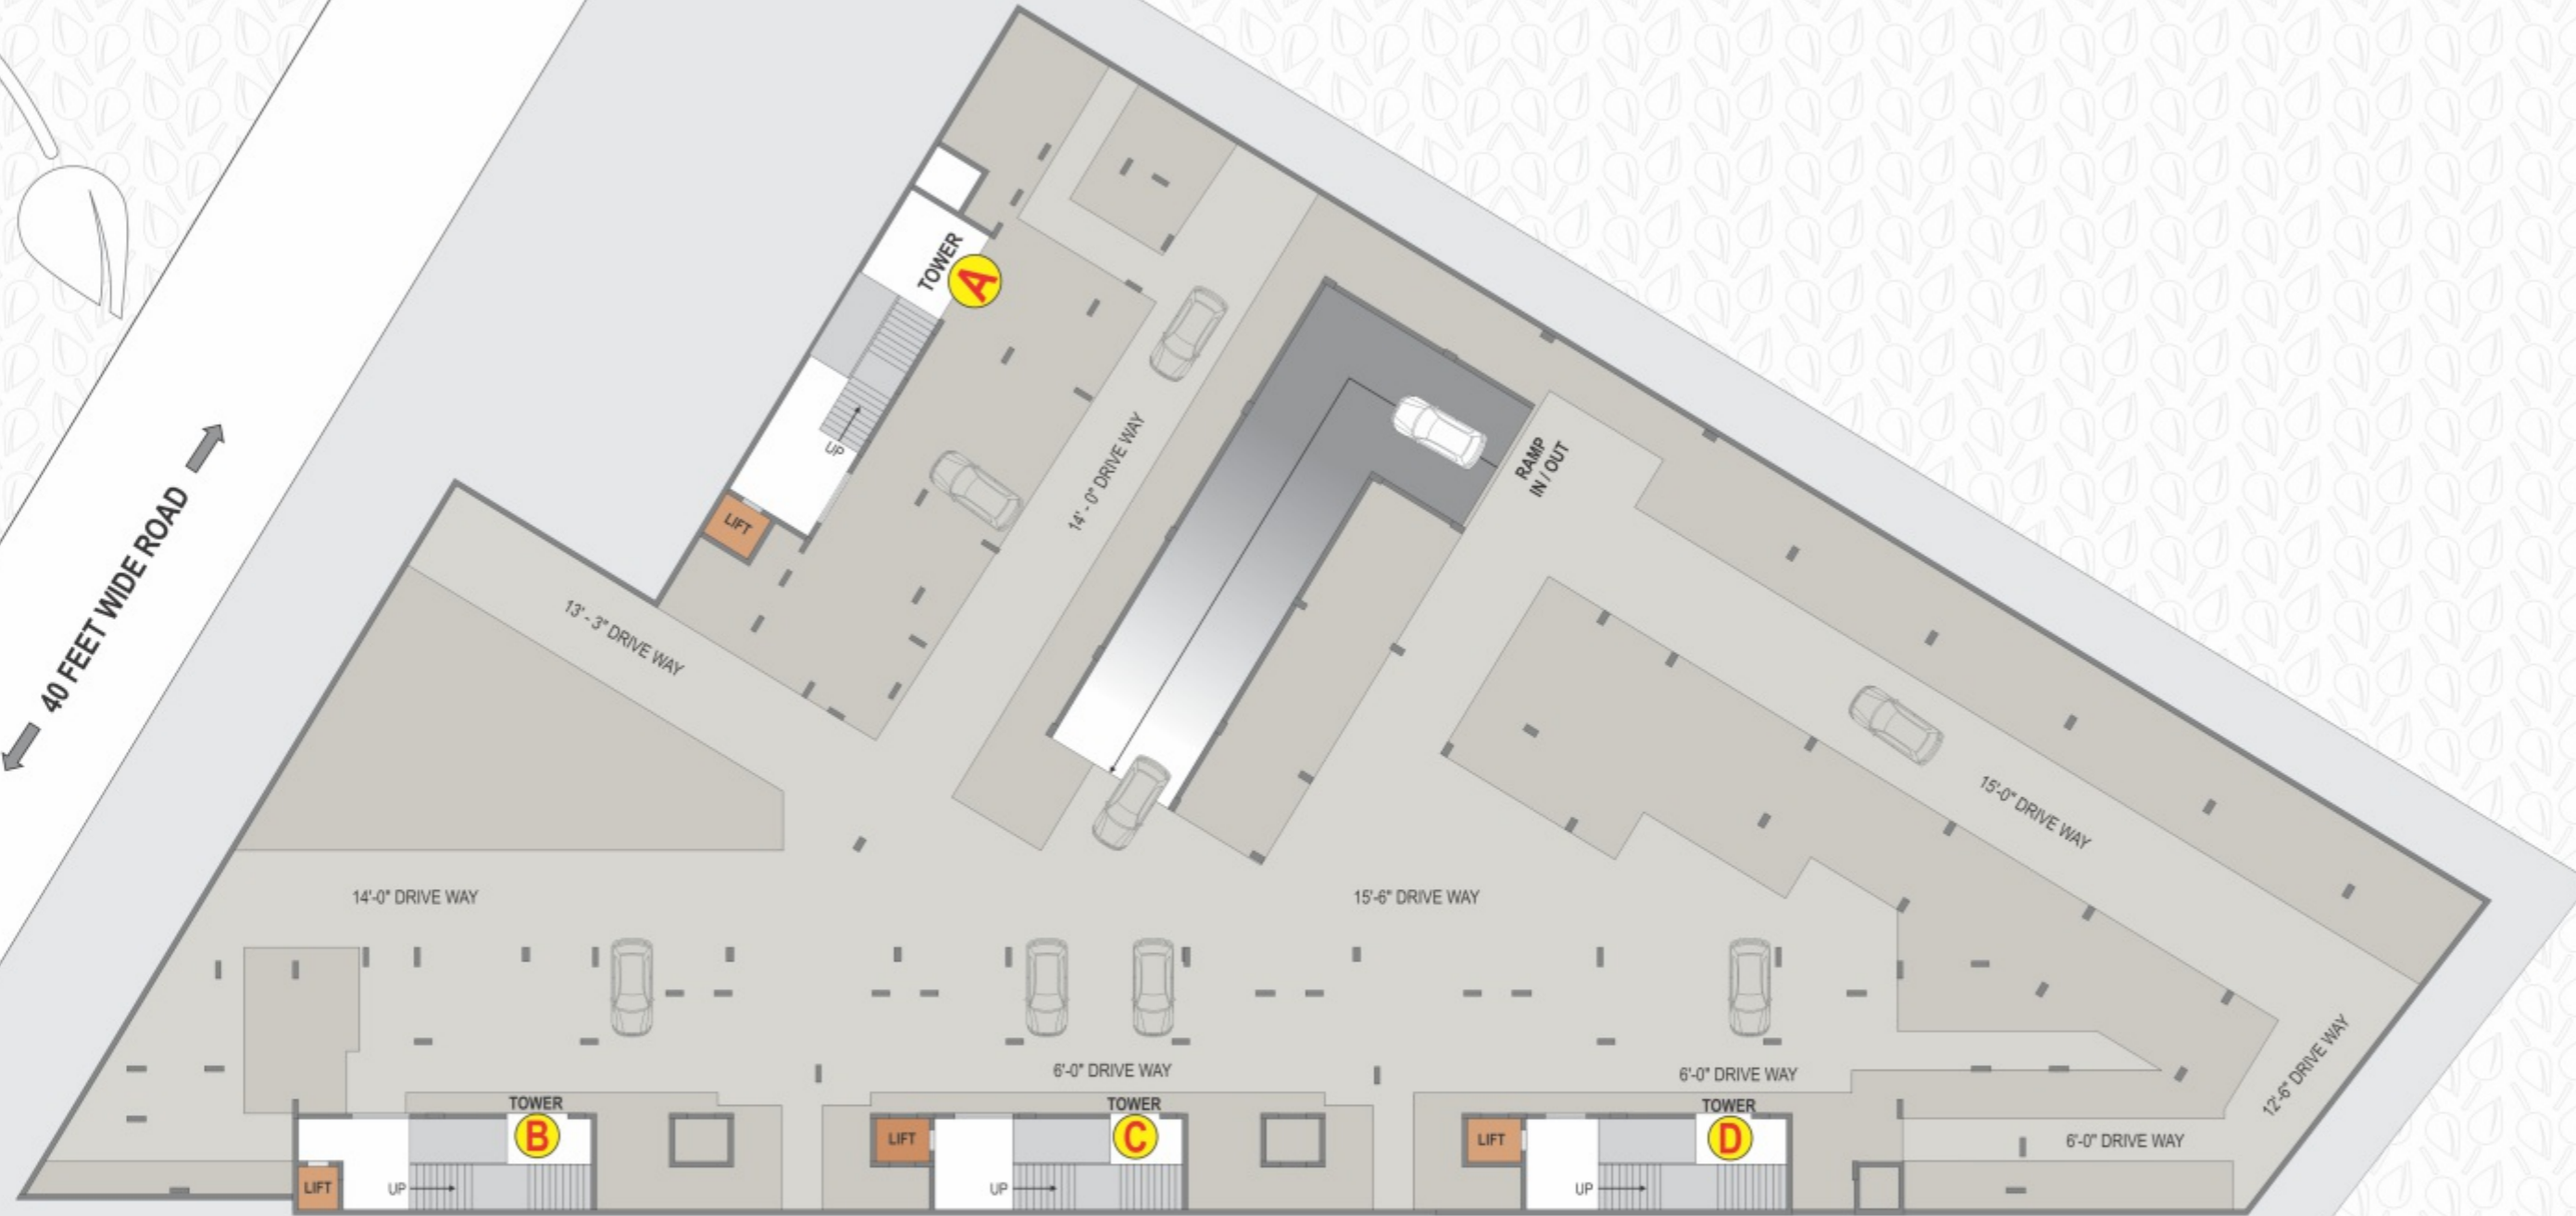 40 FEET WIDE ROAD
TOWER
A
UP
LIFT
14' - 0" DRIVE WAY
RAMP
IN / OUT
13' - 3" DRIVE WAY
15'-0" DRIVE WAY
14'-0" DRIVE WAY
15'-6" DRIVE WAY
12'-6" DRIVE WAY
6'-0" DRIVE WAY
6'-0" DRIVE WAY
6'-0" DRIVE WAY
TOWER
B
LIFT
UP
TOWER
C
LIFT
UP
TOWER
D
LIFT
UP